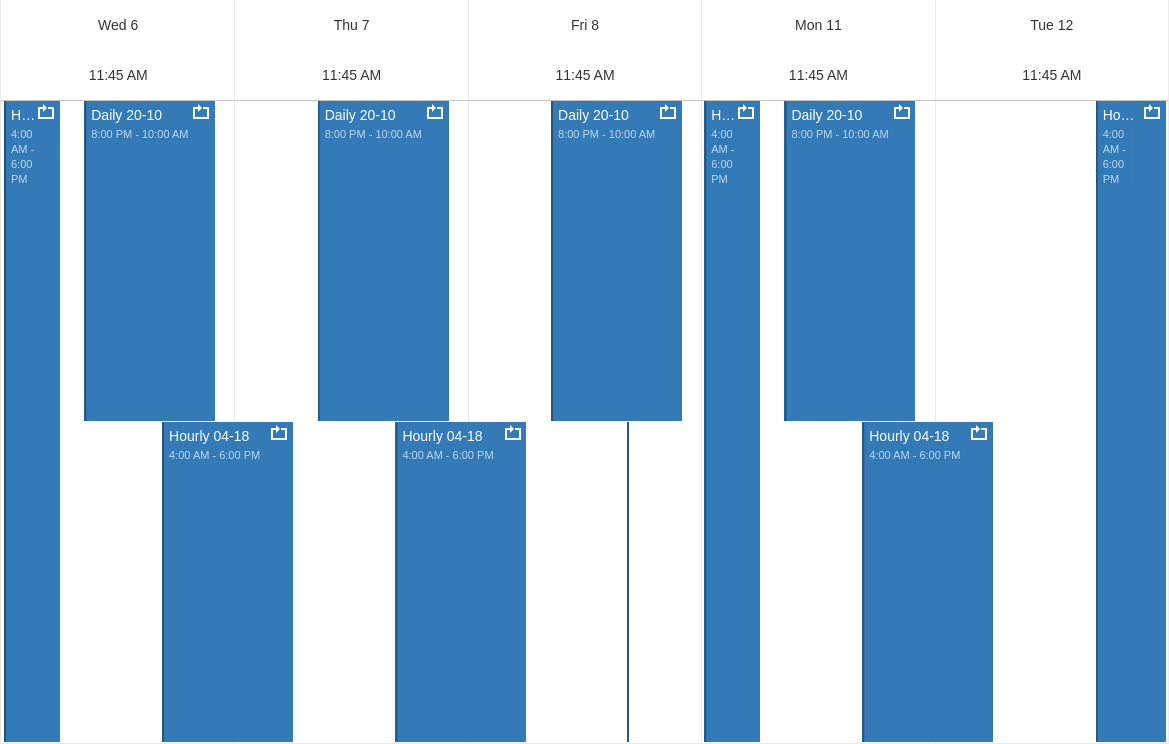 Wed 6
Thu 7
Fri 8
Mon 11
Tue 12
11:45 AM
11:45 AM
11:45 AM
11:45 AM
11:45 AM
H…
4:00
AM -
6:00
PM
Daily 20-10
8:00 PM - 10:00 AM
Daily 20-10
8:00 PM - 10:00 AM
Daily 20-10
8:00 PM - 10:00 AM
H…
4:00
AM -
6:00
PM
Daily 20-10
8:00 PM - 10:00 AM
Ho…
4:00
AM -
6:00
PM
Hourly 04-18
4:00 AM - 6:00 PM
Hourly 04-18
4:00 AM - 6:00 PM
Hourly 04-18
4:00 AM - 6:00 PM